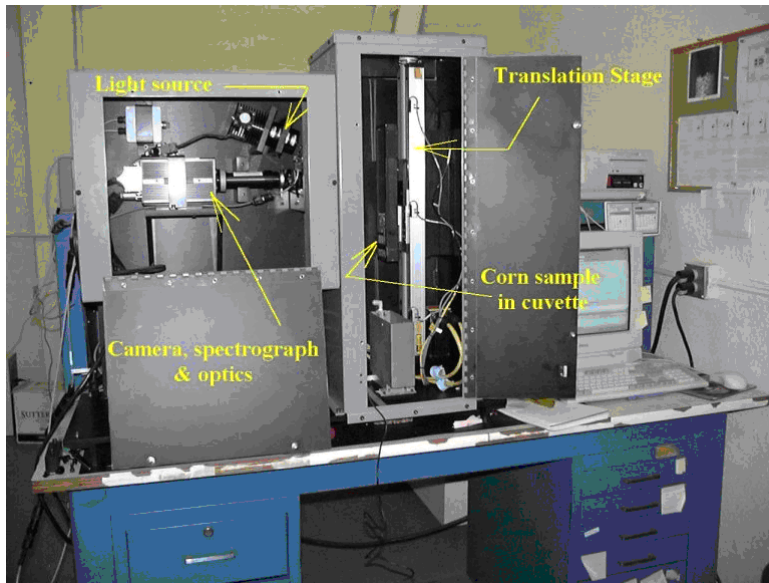 Light source
Translation Stage
Corn sample
in cuvette
Camera, spectrograph
& optics